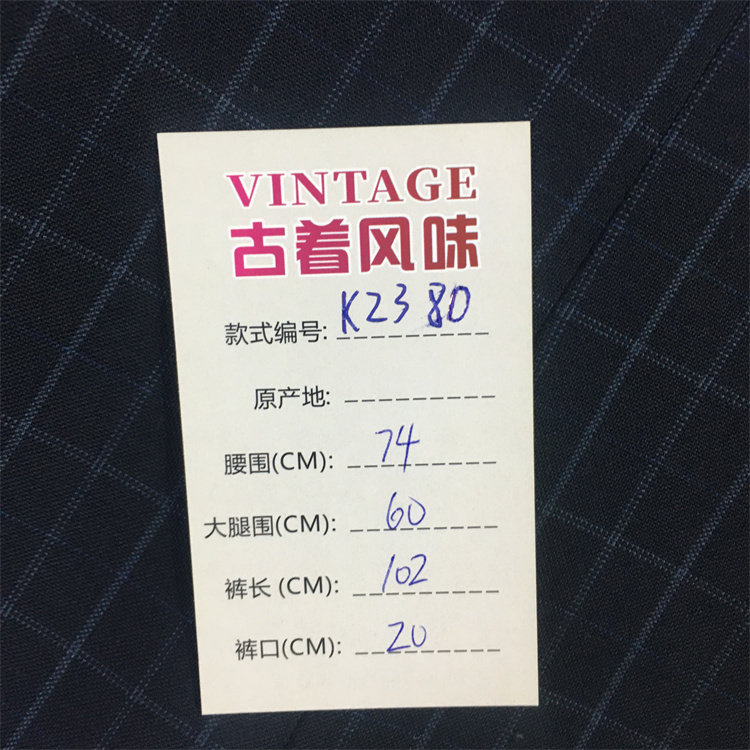 VINTAGE
古着风味
款式编号: K2380
原产地:
腰围(CM): 74
大腿围(CM): 60
裤长 (CM): 102
裤口(CM): 20